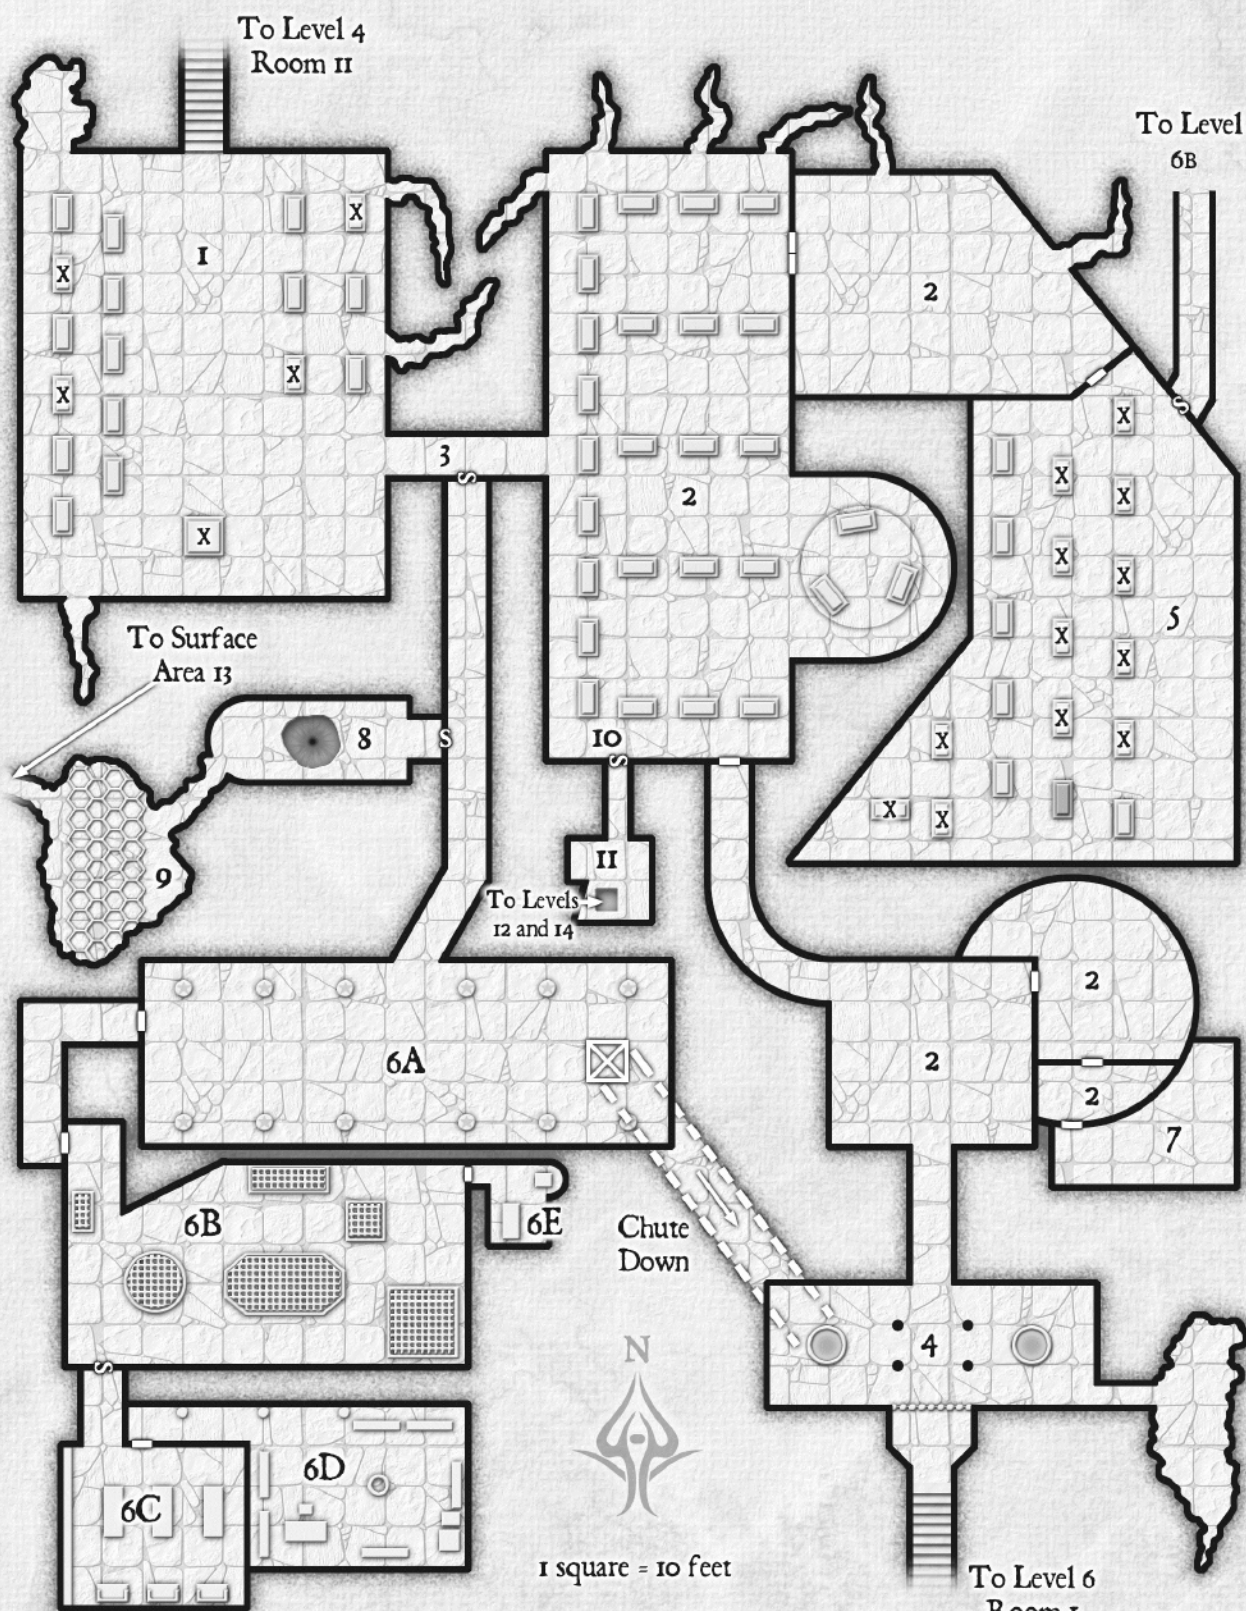 To Level 4
Room 11
To Level
6B
X
1
X
X
X
X
X
2
3
S
2
S
X
X
X
X
X
X
X
X
X
X
X
X
X
5
To Surface
Area 13
8
S
10
S
9
11
To Levels
12 and 14
6A
2
2
2
7
6B
6E
Chute
Down
4
S
N
6C
6D
1 square = 10 feet
To Level 6
Room 1